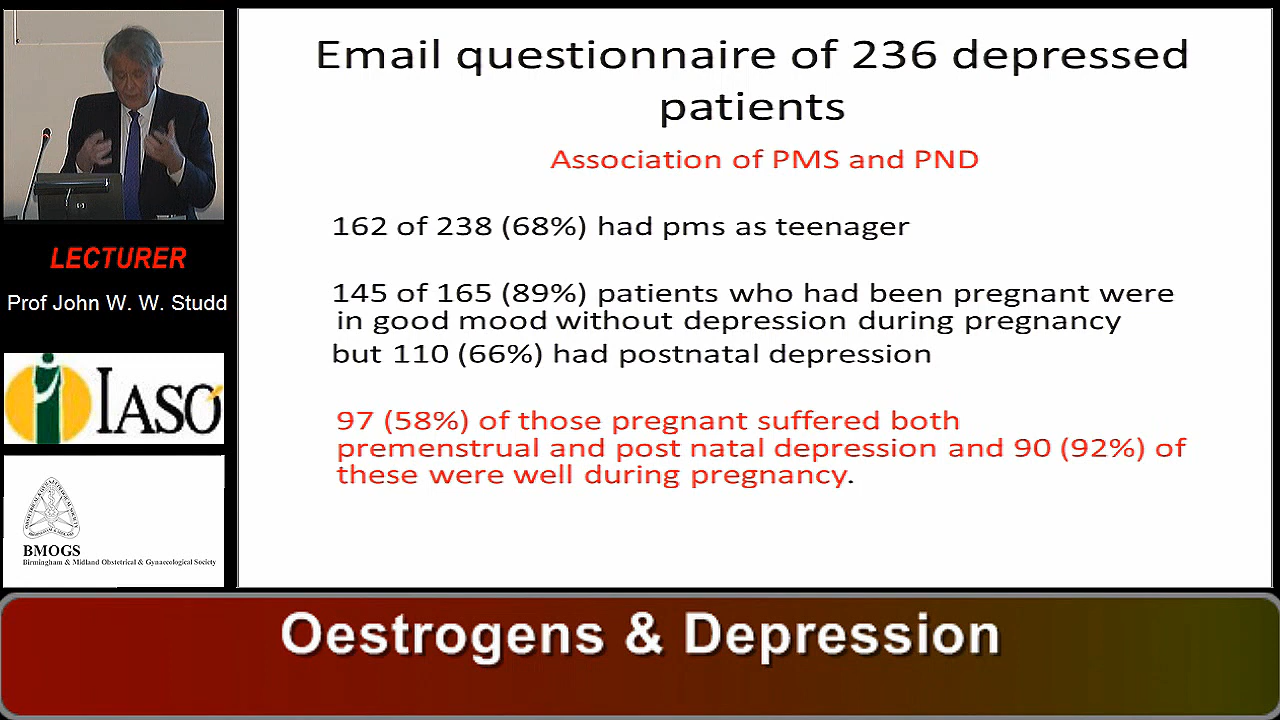 Email questionnaire of 236 depressed
patients
Association of PMS and PND
162 of 238 (68%) had pms as teenager
145 of 165 (89%) patients who had been pregnant were
in good mood without depression during pregnancy
but 110 (66%) had postnatal depression
97 (58%) of those pregnant suffered both
premenstrual and post natal depression and 90 (92%) of
these were well during pregnancy.
LECTURER
Prof John W. W. Studd
IASO
BMOGS
Birmingham & Midland Obstetrical & Gynaecological Society
Oestrogens & Depression